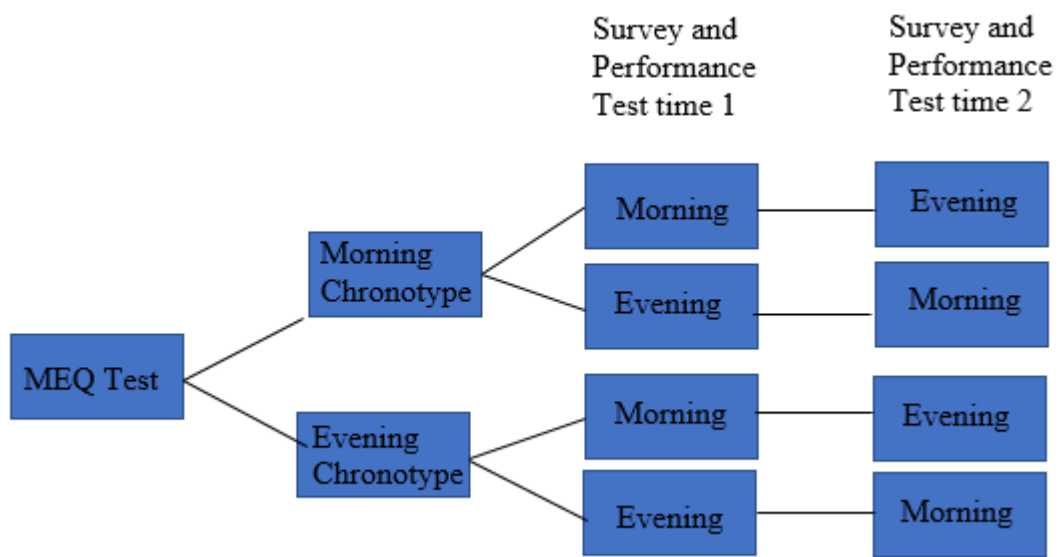 Survey and
Performance
Test time 1
Survey and
Performance
Test time 2
Morning
Evening
Morning
Chronotype
Evening
Morning
MEQ Test
Morning
Evening
Evening
Chronotype
Evening
Morning